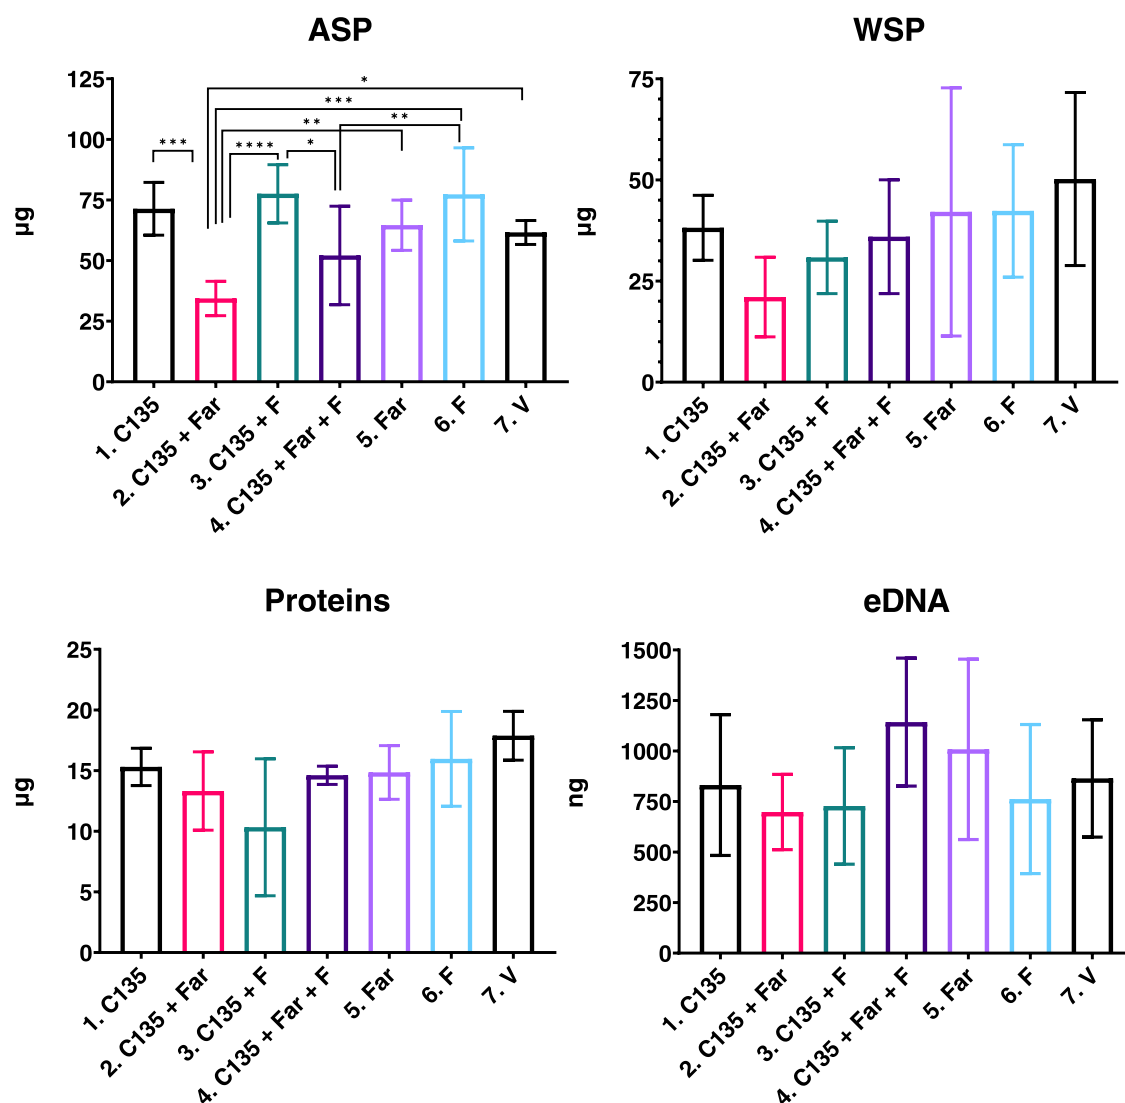 ASP
µg
125
100
75
50
25
0
*
***
**
**
***
****
*
1. C135
2. C135 + Far
3. C135 + F
4. C135 + Far + F
5. Far
6. F
7. V
WSP
µg
75
50
25
0
1. C135
2. C135 + Far
3. C135 + F
4. C135 + Far + F
5. Far
6. F
7. V
Proteins
µg
25
20
15
10
5
0
1. C135
2. C135 + Far
3. C135 + F
4. C135 + Far + F
5. Far
6. F
7. V
eDNA
ng
1500
1250
1000
750
500
250
0
1. C135
2. C135 + Far
3. C135 + F
4. C135 + Far + F
5. Far
6. F
7. V